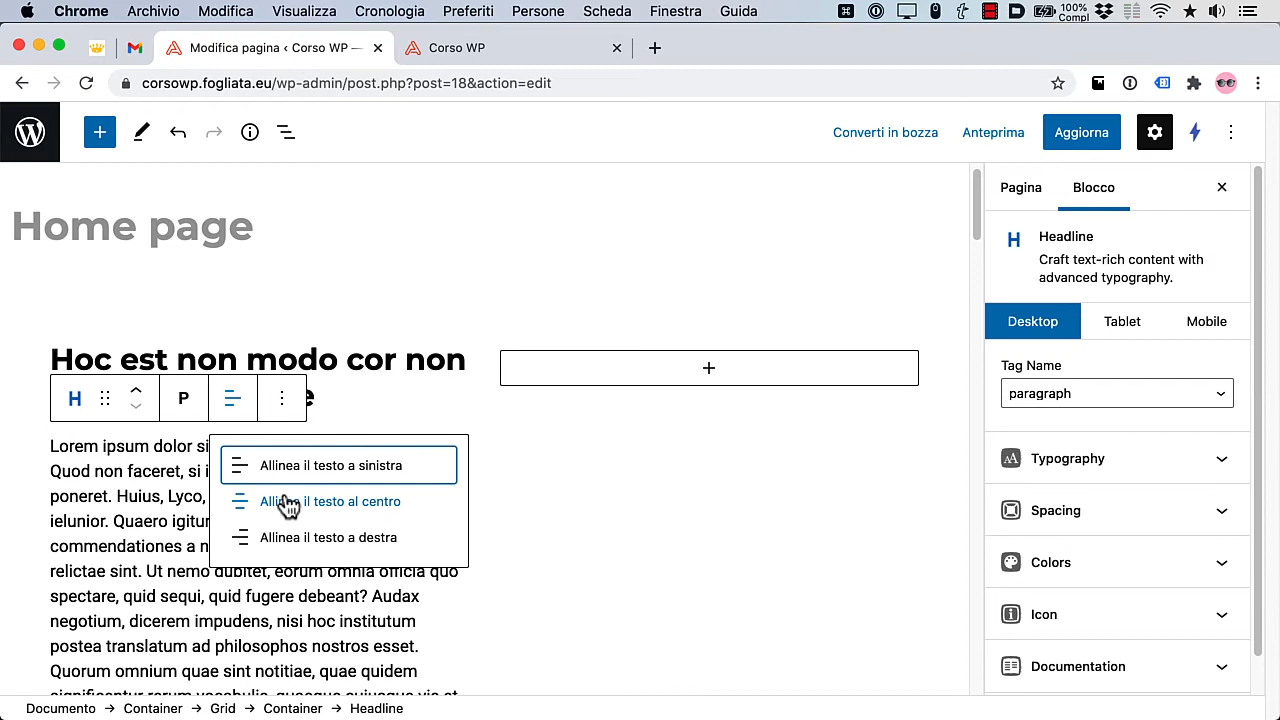 Chrome Archivio Modifica Visualizza Cronologia Preferiti Persone Scheda Finestra Guida 100% Compl
Modifica pagina ‹ Corso WP —
Corso WP
corsowp.fogliata.eu/wp-admin/post.php?post=18&action=edit
Converti in bozza Anteprima Aggiorna
Pagina Blocco
Home page
Headline
Craft text-rich content with
advanced typography.
Desktop Tablet Mobile
Tag Name
paragraph
Typography
Spacing
Colors
Icon
Documentation
Hoc est non modo cor non
e
H P
Allinea il testo a sinistra
Allinea il testo al centro
Allinea il testo a destra
Lorem ipsum dolor si
Quod non faceret, si i
poneret. Huius, Lyco,
ielunior. Quaero igitur
commendationes a n
relictae sint. Ut nemo dubitet, eorum omnia officia quo
spectare, quid sequi, quid fugere debeant? Audax
negotium, dicerem impudens, nisi hoc institutum
postea translatum ad philosophos nostros esset.
Quorum omnium quae sint notitiae, quae quidem
Documento → Container → Grid → Container → Headline